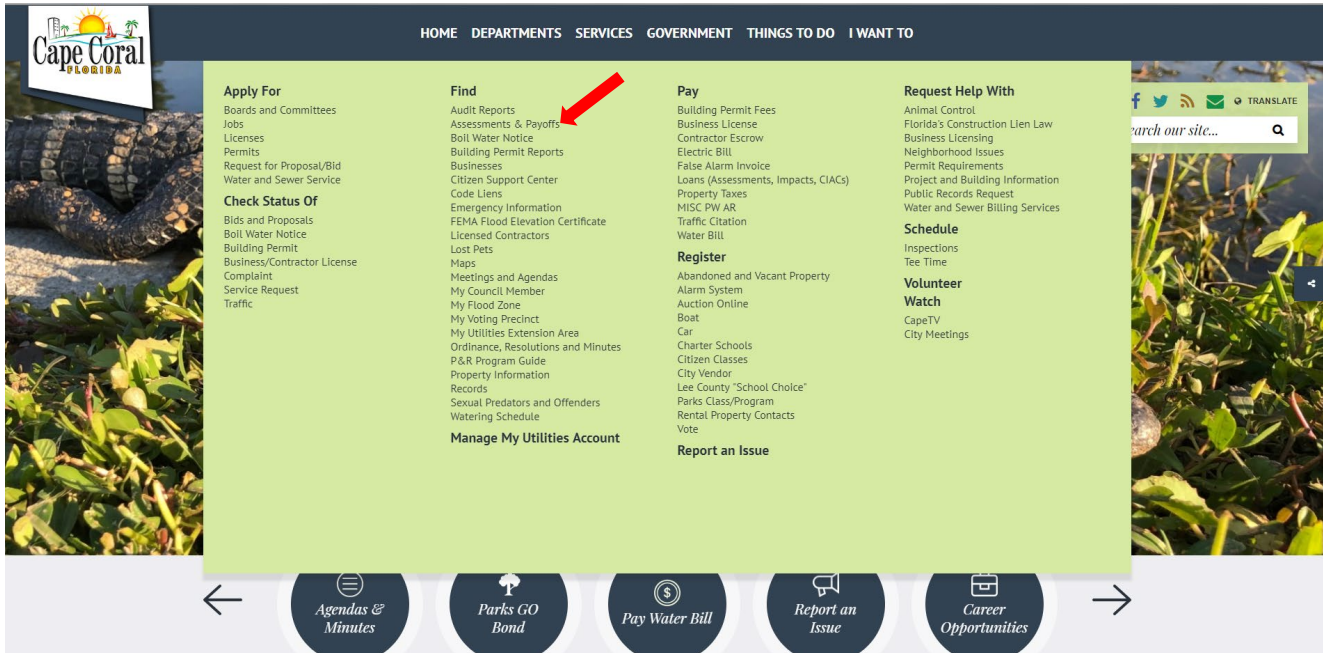 Cape Coral
FLORIDA
HOME DEPARTMENTS SERVICES GOVERNMENT THINGS TO DO I WANT TO
Apply For
Boards and Committees
Jobs
Licenses
Permits
Request for Proposal/Bid
Water and Sewer Service
Check Status Of
Bids and Proposals
Boil Water Notice
Building Permit
Business/Contractor License
Complaint
Service Request
Traffic
Find
Audit Reports
Assessments & Payoffs
Boil Water Notice
Building Permit Reports
Businesses
Citizen Support Center
Code Liens
Emergency Information
FEMA Flood Elevation Certificate
Licensed Contractors
Lost Pets
Maps
Meetings and Agendas
My Council Member
My Flood Zone
My Voting Precinct
My Utilities Extension Area
Ordinance, Resolutions and Minutes
P&R Program Guide
Property Information
Records
Sexual Predators and Offenders
Watering Schedule
Manage My Utilities Account
Pay
Building Permit Fees
Business License
Contractor Escrow
Electric Bill
False Alarm Invoice
Loans (Assessments, Impacts, CIACs)
Property Taxes
MISC PW AR
Traffic Citation
Water Bill
Register
Abandoned and Vacant Property
Alarm System
Auction Online
Boat
Car
Charter Schools
Citizen Classes
City Vendor
Lee County "School Choice"
Parks Class/Program
Rental Property Contacts
Vote
Report an Issue
Request Help With
Animal Control
Florida's Construction Lien Law
Business Licensing
Neighborhood Issues
Permit Requirements
Project and Building Information
Public Records Request
Water and Sewer Billing Services
Schedule
Inspections
Tee Time
Volunteer
Watch
CapeTV
City Meetings
TRANSLATE
earch our site...
Agendas &
Minutes
Parks GO
Bond
$
Pay Water Bill
Report an
Issue
Career
Opportunities